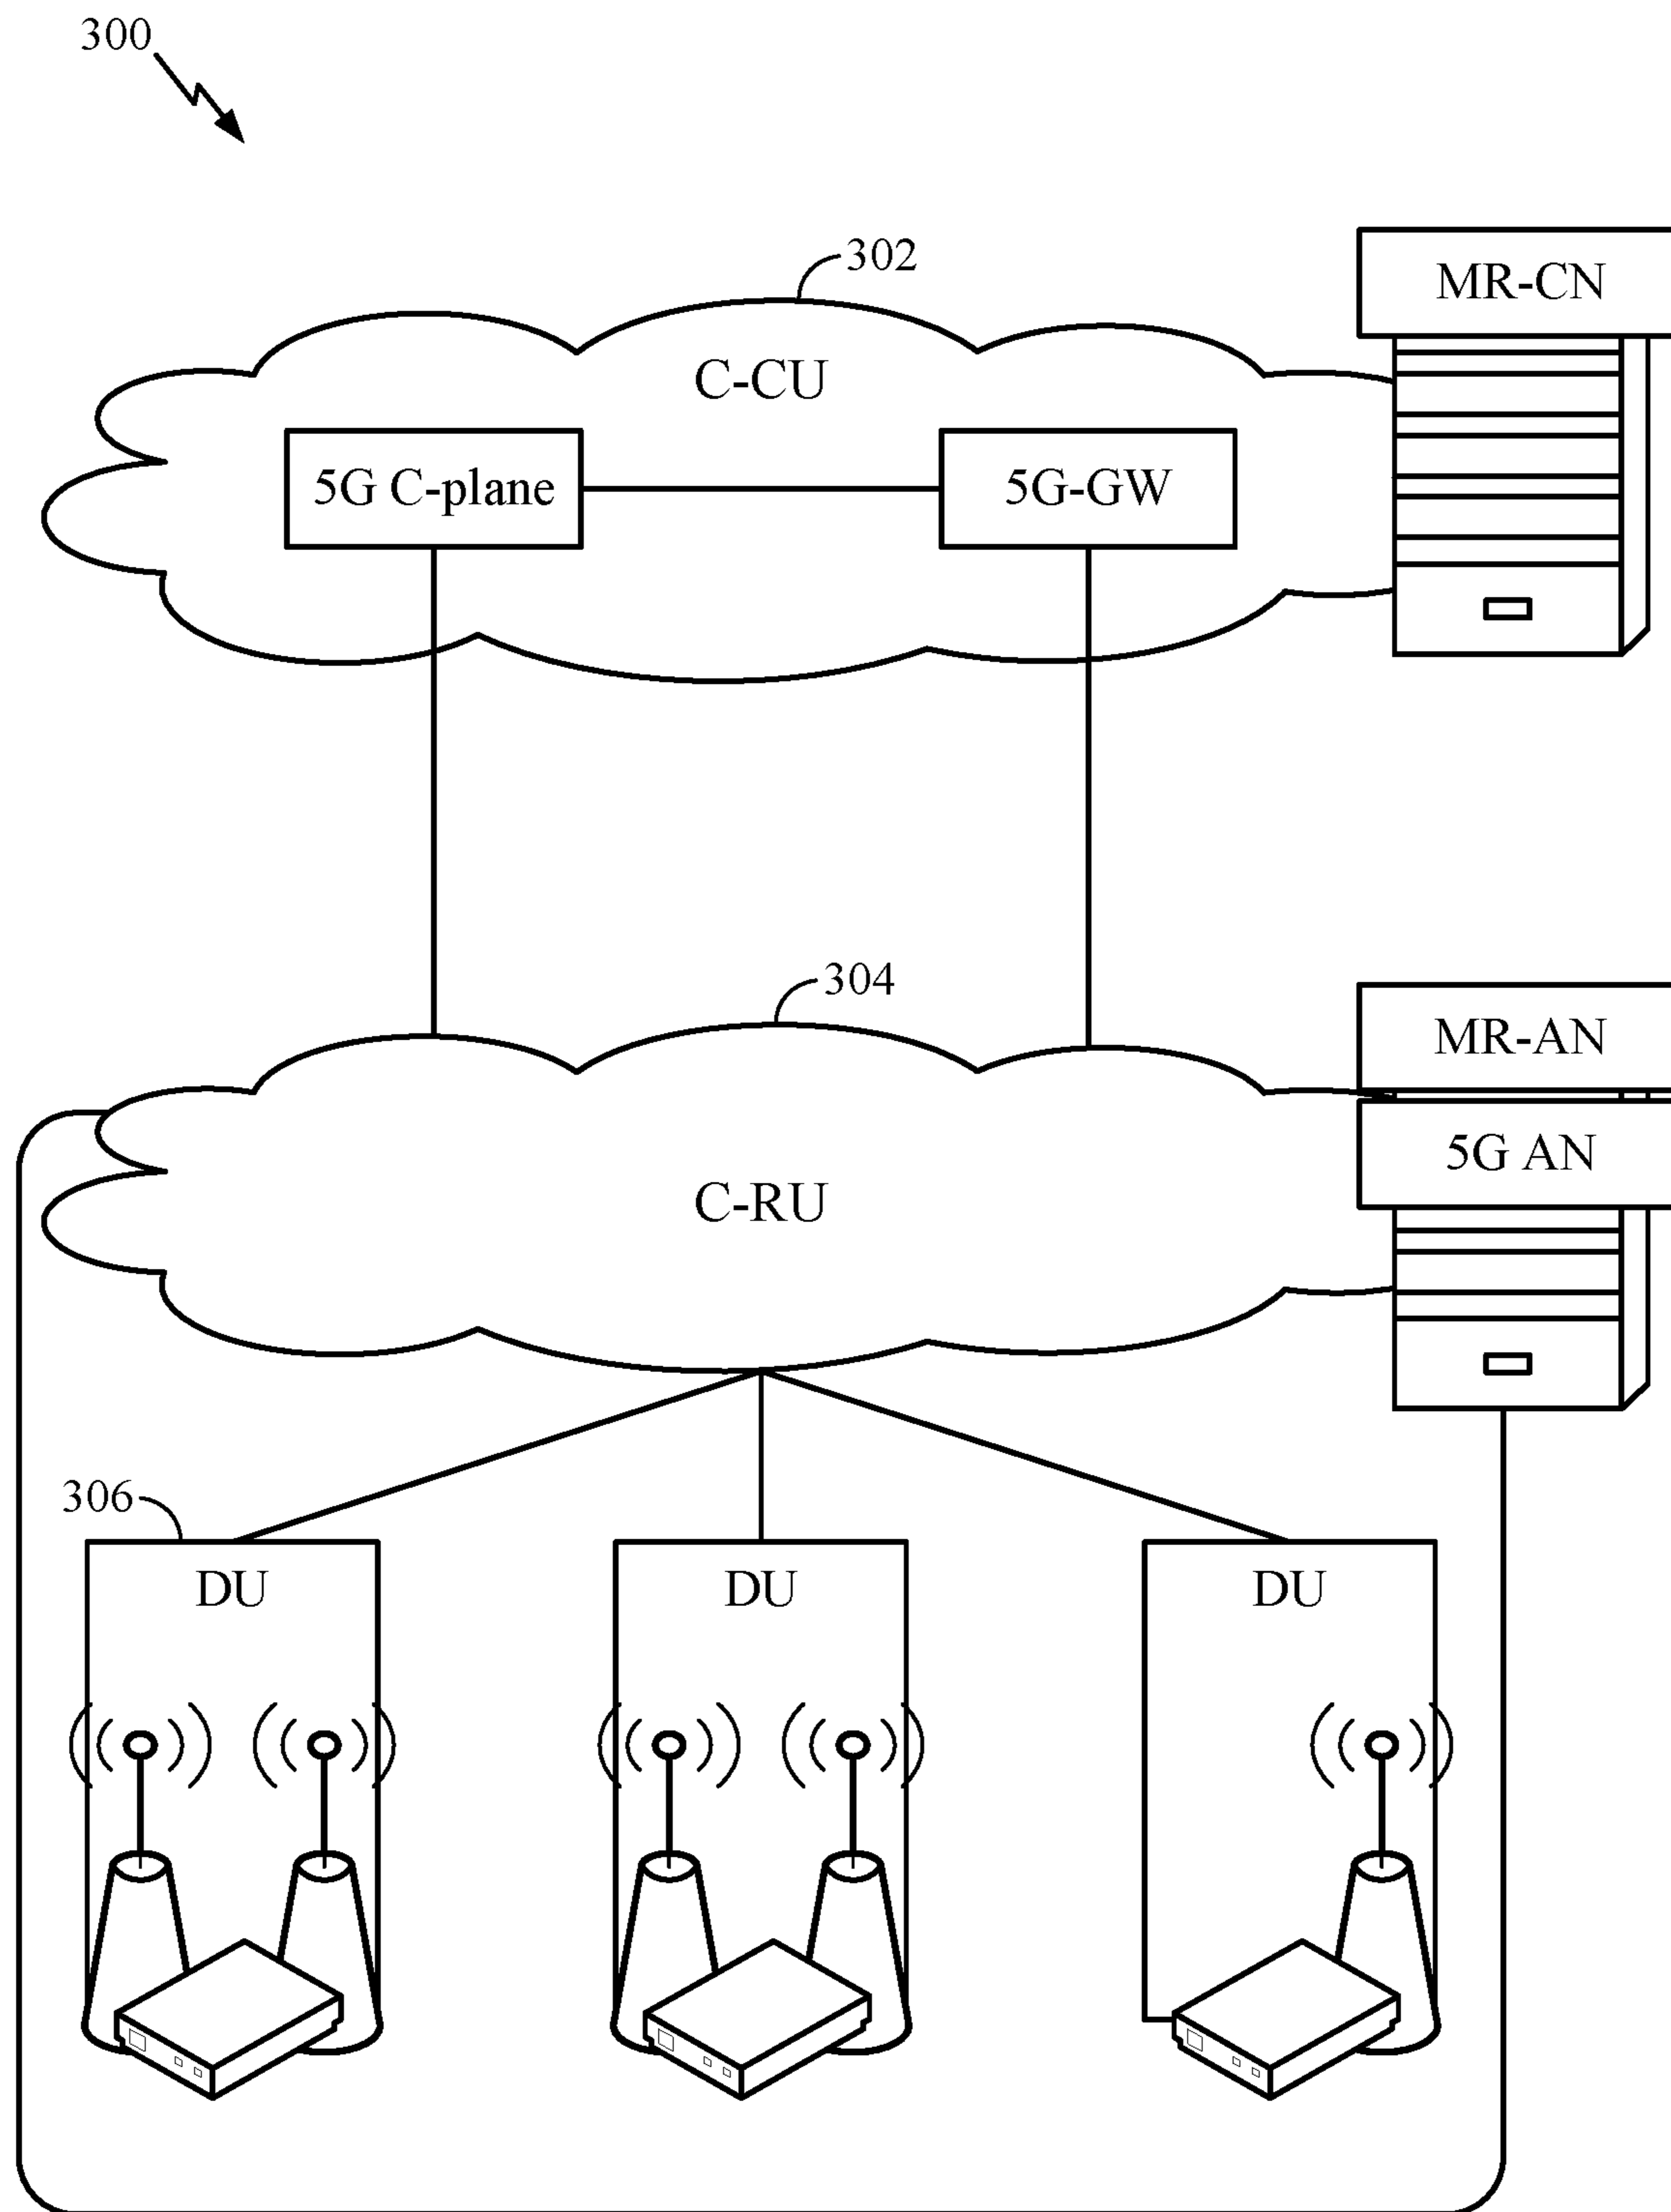 300
302
MR-CN
C-CU
5G C-plane
5G-GW
304
MR-AN
5G AN
C-RU
306
DU
DU
DU